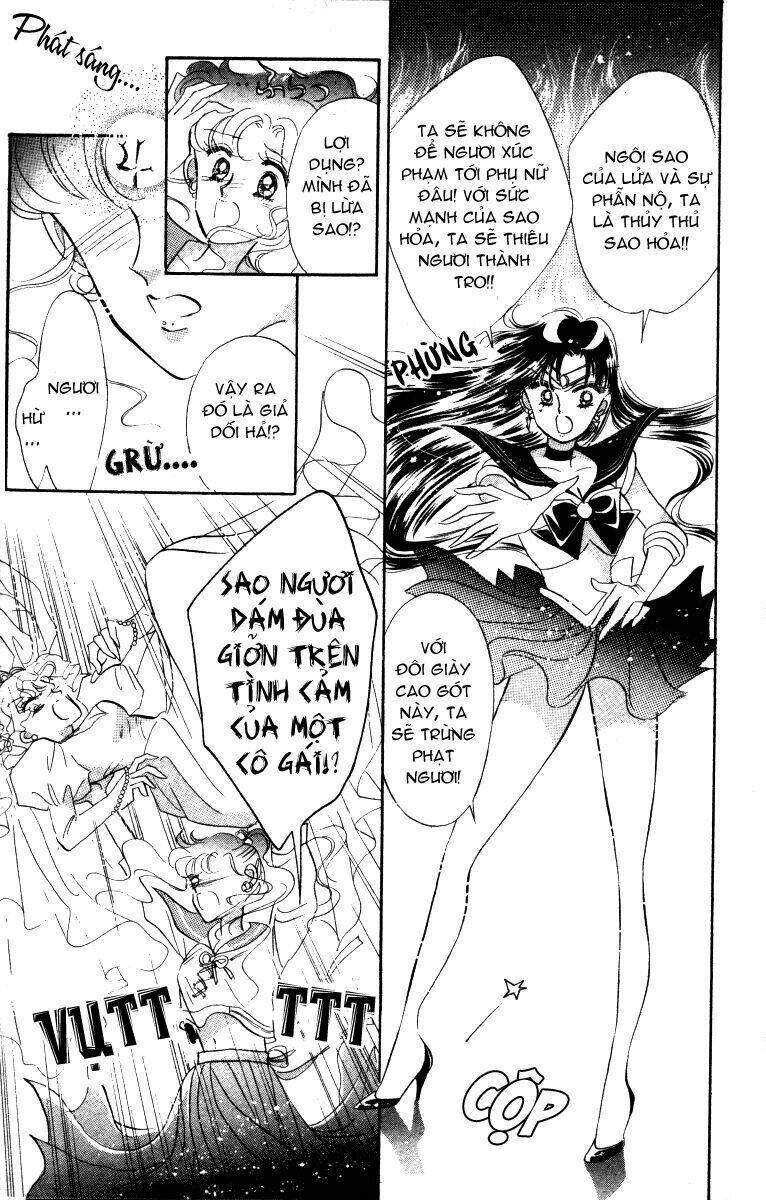 NGÔI SAO
CỦA LỬA VÀ SỰ
PHẪN NỘ, TA
LÀ THỦY THỦ
SAO HỎA!!
TA SẼ KHÔNG
ĐỂ NGƯƠI XÚC
PHẠM TỚI PHỤ NỮ
ĐÂU! VỚI SỨC
MẠNH CỦA SAO
HỎA, TA SẼ THIÊU
NGƯƠI THÀNH
TRO!!
PHỪNG
VỚI
ĐÔI GIÀY
CAO GÓT
NÀY, TA
SẼ TRỪNG
PHẠT
NGƯƠI!
CỘP
LỢI
DỤNG?
MÌNH ĐÃ
BỊ LỪA
SAO!?
Phát sáng....
VẬY RA
ĐÓ LÀ GIẢ
DỐI HẢ!?
NGƯƠI
...
HỪ
...
GRỪ....
SAO NGƯƠI
DÁM ĐÙA
GIỠN TRÊN
TÌNH CẢM
CỦA MỘT
CÔ GÁI!?
VỤTT TTT